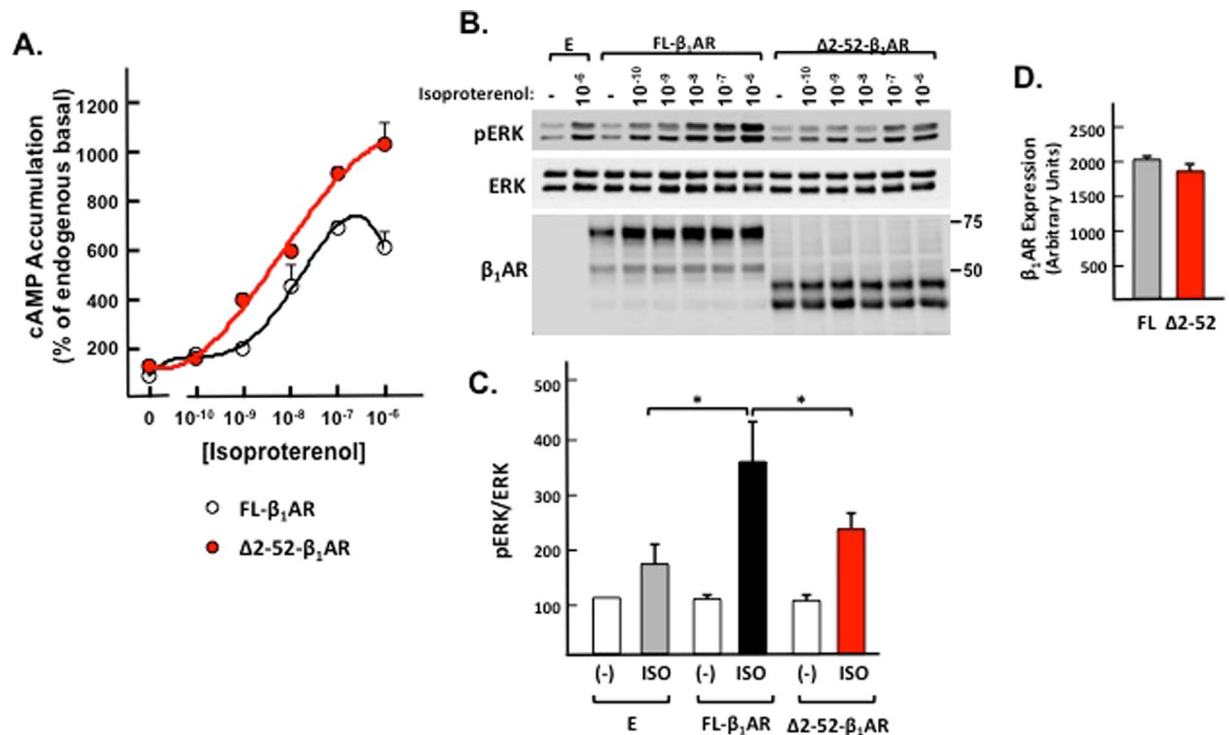 A.
cAMP Accumulation
(% of endogenous basal)
1200
1000
800
600
400
200
0 10⁻¹⁰ 10⁻⁹ 10⁻⁸ 10⁻⁷ 10⁻⁶
[Isoproterenol]
FL-β₁AR
Δ2-52-β₁AR
B.
E FL-β₁AR Δ2-52-β₁AR
Isoproterenol: - 10⁻⁶ - 10⁻¹⁰ 10⁻⁹ 10⁻⁸ 10⁻⁷ 10⁻⁶ - 10⁻¹⁰ 10⁻⁹ 10⁻⁸ 10⁻⁷ 10⁻⁶
pERK
ERK
β₁AR
-75
-50
C.
pERK/ERK
500
400
300
200
100
* *
(-) ISO (-) ISO (-) ISO
E FL-β₁AR Δ2-52-β₁AR
D.
β₁AR Expression
(Arbitrary Units)
2500
2000
1500
1000
500
FL Δ2-52